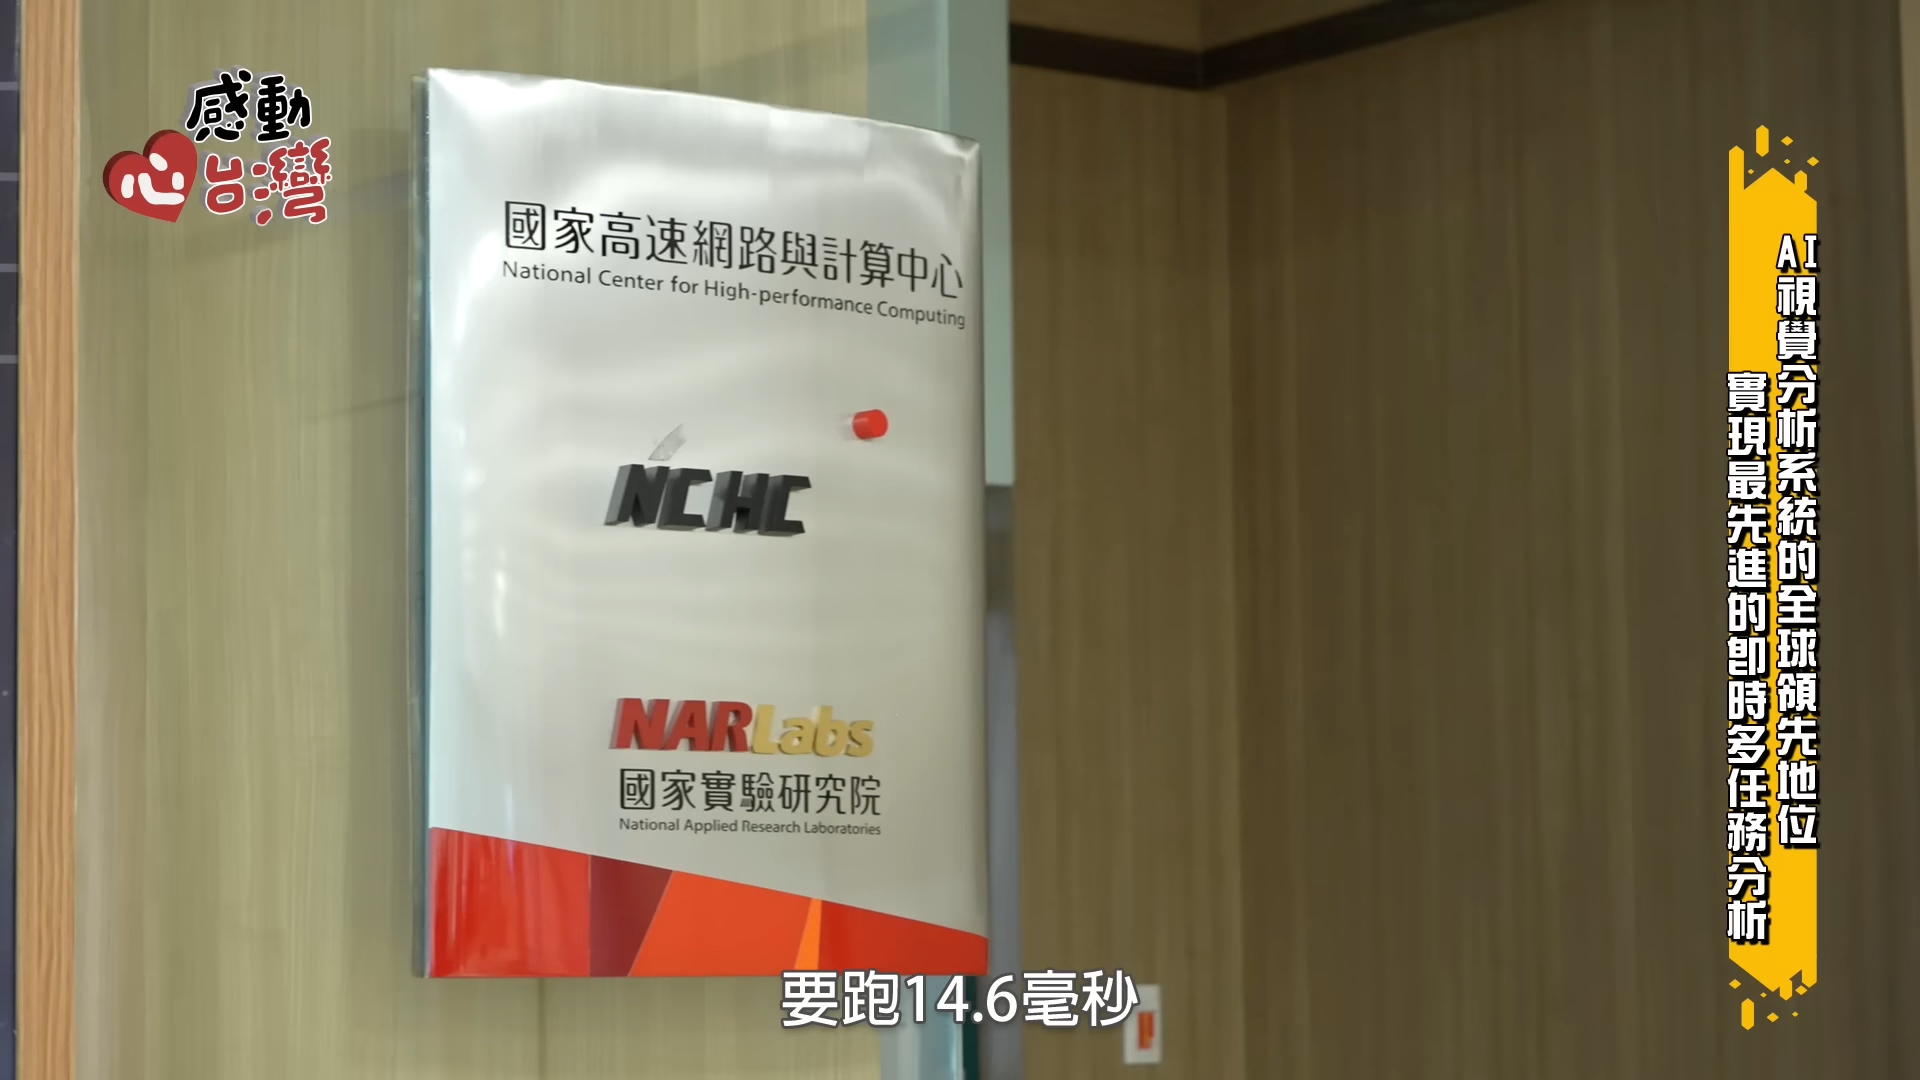 感動
心台灣
國家高速網路與計算中心
National Center for High-performance Computing
NCHC
NARLabs
國家實驗研究院
National Applied Research Laboratories
AI視覺分析系統的全球領先地位
實現最先進的即時多任務分析
要跑14.6毫秒